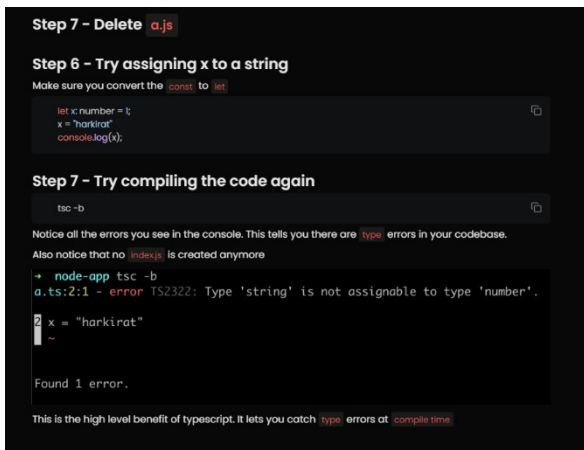 Step 7 - Delete a.js
Step 6 - Try assigning x to a string
Make sure you convert the const to let
let x: number = 1;
x = "harkirat"
console.log(x);
Step 7 - Try compiling the code again
tsc -b
Notice all the errors you see in the console. This tells you there are type errors in your codebase.
Also notice that no index.js is created anymore
→ node-app tsc -b
a.ts:2:1 - error TS2322: Type 'string' is not assignable to type 'number'.
2 x = "harkirat"
~
Found 1 error.
This is the high level benefit of typescript. It lets you catch type errors at compile time